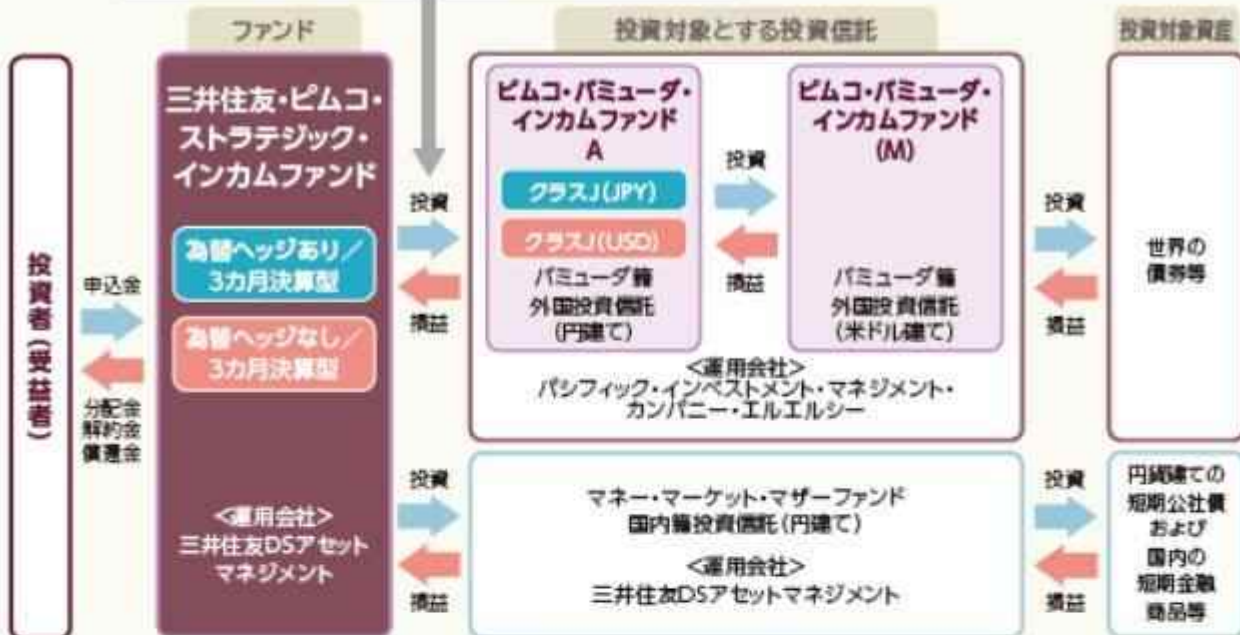 ファンド
投資対象とする投資信託
投資対象資産
投資者(受益者)
申込金
分配金
解約金
償還金
三井住友・ピムコ・
ストラテジック・
インカムファンド
為替ヘッジあり/
3カ月決算型
為替ヘッジなし/
3カ月決算型
<運用会社>
三井住友DSアセット
マネジメント
投資
損益
ピムコ・バミューダ・
インカムファンド
A
クラスJ(JPY)
クラスJ(USD)
バミューダ籍
外国投資信託
(円建て)
投資
損益
ピムコ・バミューダ・
インカムファンド
(M)
バミューダ籍
外国投資信託
(米ドル建て)
<運用会社>
パシフィック・インベストメント・マネジメント・
カンパニー・エルエルシー
投資
損益
世界の
債券等
投資
損益
マネー・マーケット・マザーファンド
国内籍投資信託(円建て)
<運用会社>
三井住友DSアセットマネジメント
投資
損益
円貨建ての
短期公社債
および
国内の
短期金融
商品等